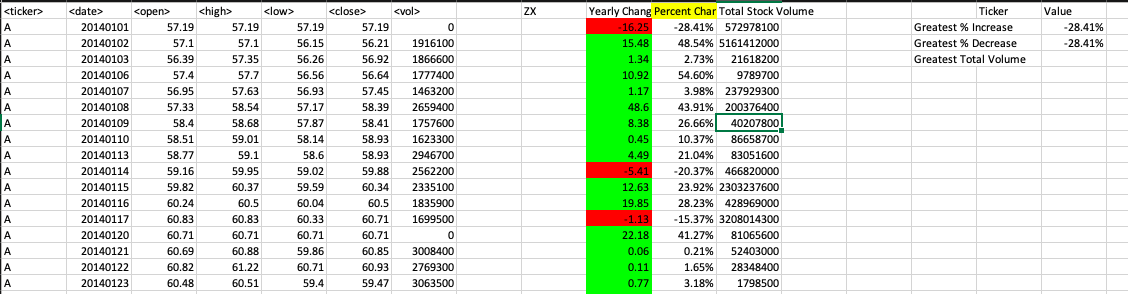 <ticker> <date> <open> <high> <low> <close> <vol> ZX Yearly Chang Percent Char Total Stock Volume Ticker Value
A 20140101 57.19 57.19 57.19 57.19 0 -16.25 -28.41% 572978100 Greatest % Increase -28.41%
A 20140102 57.1 57.1 56.15 56.21 1916100 15.48 48.54% 5161412000 Greatest % Decrease -28.41%
A 20140103 56.39 57.35 56.26 56.92 1866600 1.34 2.73% 21618200 Greatest Total Volume
A 20140106 57.4 57.7 56.56 56.64 1777400 10.92 54.60% 9789700
A 20140107 56.95 57.63 56.93 57.45 1463200 1.17 3.98% 237929300
A 20140108 57.33 58.54 57.17 58.39 2659400 48.6 43.91% 200376400
A 20140109 58.4 58.68 57.87 58.41 1757600 8.38 26.66% 40207800
A 20140110 58.51 59.01 58.14 58.93 1623300 0.45 10.37% 86658700
A 20140113 58.77 59.1 58.6 58.93 2946700 4.49 21.04% 83051600
A 20140114 59.16 59.95 59.02 59.88 2562200 -5.41 -20.37% 466820000
A 20140115 59.82 60.37 59.59 60.34 2335100 12.63 23.92% 2303237600
A 20140116 60.24 60.5 60.04 60.5 1835900 19.85 28.23% 428969000
A 20140117 60.83 60.83 60.33 60.71 1699500 -1.13 -15.37% 3208014300
A 20140120 60.71 60.71 60.71 60.71 0 22.18 41.27% 81065600
A 20140121 60.69 60.88 59.86 60.85 3008400 0.06 0.21% 52403000
A 20140122 60.82 61.22 60.71 60.93 2769300 0.11 1.65% 28348400
A 20140123 60.48 60.51 59.4 59.47 3063500 0.77 3.18% 1798500